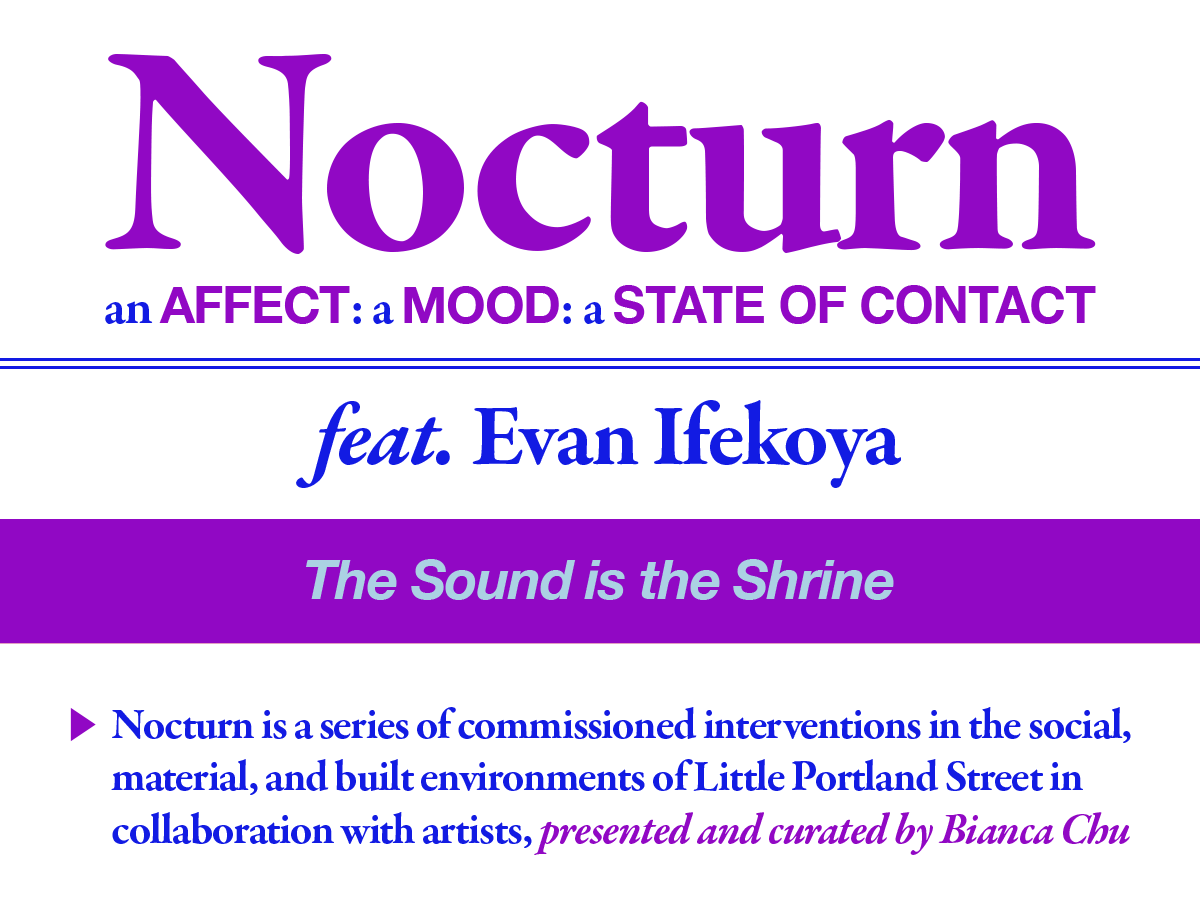 Nocturn
an AFFECT: a MOOD: a STATE OF CONTACT
feat. Evan Ifekoya
The Sound is the Shrine
Nocturn is a series of commissioned interventions in the social,
material, and built environments of Little Portland Street in
collaboration with artists, presented and curated by Bianca Chu